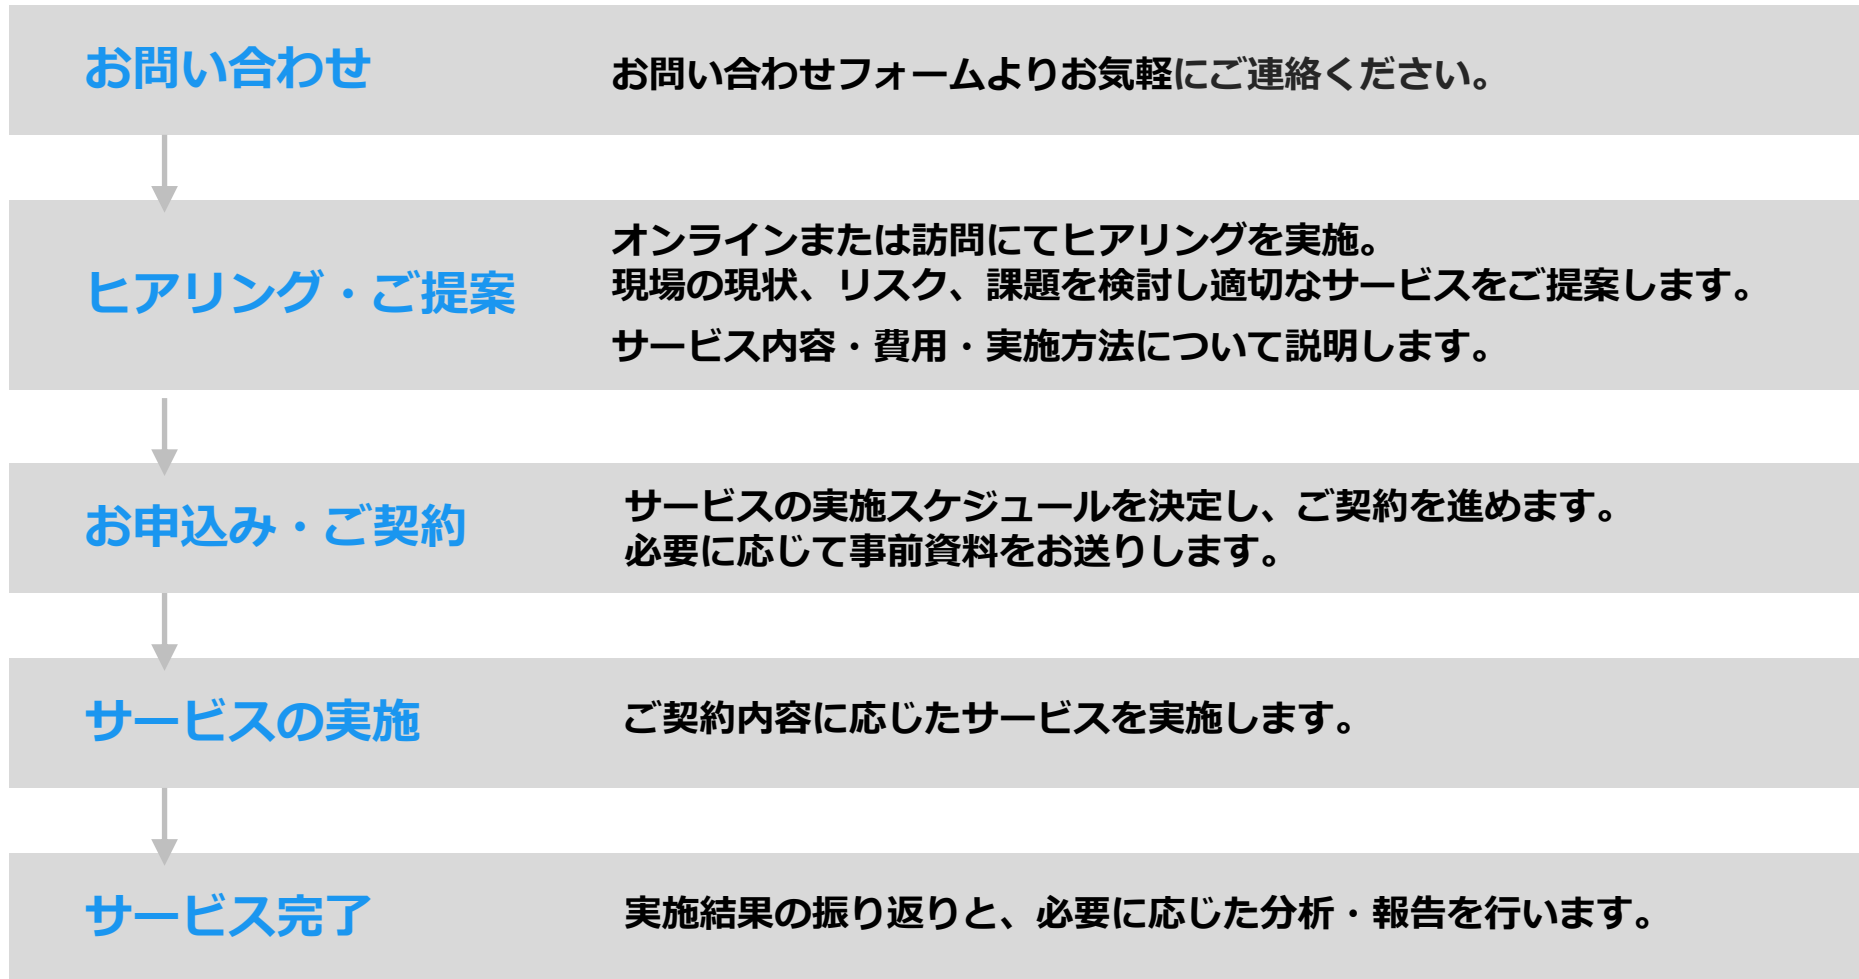 お問い合わせ
お問い合わせフォームよりお気軽にご連絡ください。
ヒアリング・ご提案
オンラインまたは訪問にてヒアリングを実施。
現場の現状、リスク、課題を検討し適切なサービスをご提案します。
サービス内容・費用・実施方法について説明します。
お申込み・ご契約
サービスの実施スケジュールを決定し、ご契約を進めます。
必要に応じて事前資料をお送りします。
サービスの実施
ご契約内容に応じたサービスを実施します。
サービス完了
実施結果の振り返りと、必要に応じた分析・報告を行います。